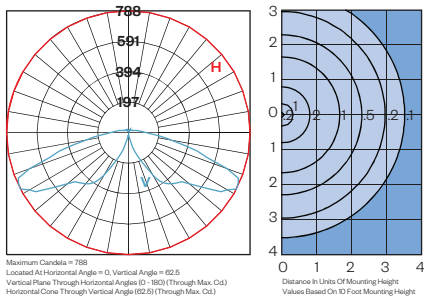 788
591
394
197
H
V
Maximum Candela = 788
Located At Horizontal Angle = 0, Vertical Angle = 62.5
Vertical Plane Through Horizontal Angles (0 - 180) (Through Max. Cd.)
Horizontal Cone Through Vertical Angle (62.5) (Through Max. Cd.)
3
2
1
0
1
2
3
4
.2 1 2 .1 .5 .2 .1
0 1 2 3 4
Distance In Units Of Mounting Height
Values Based On 10 Foot Mounting Height